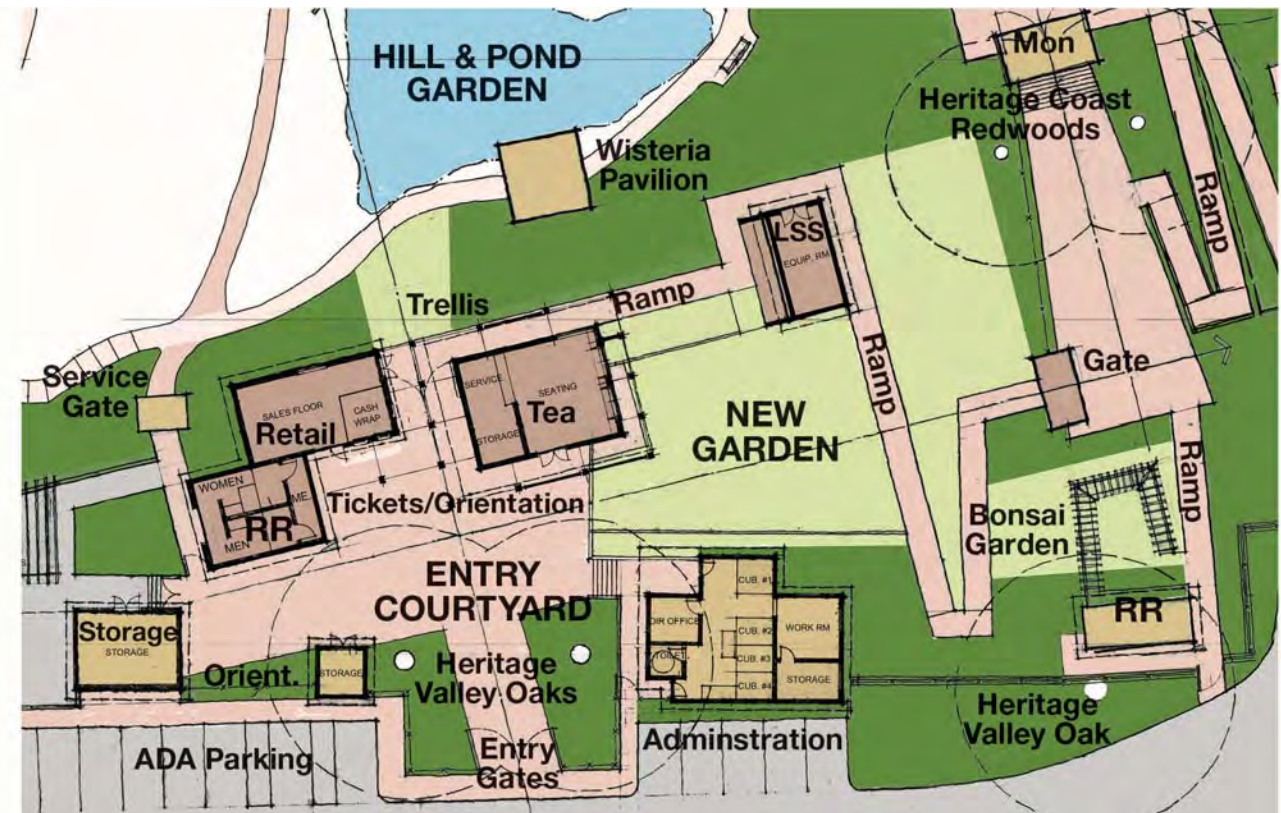 HILL & POND
GARDEN
Mon
Heritage Coast
Redwoods
Wisteria
Pavilion
Ramp
LSS
EQUIP. RM
Trellis
Ramp
Ramp
Gate
Service
Gate
SALES FLOOR
CASH
WRAP
Retail
SERVICE
SEATING
Tea
STORAGE
NEW
GARDEN
Ramp
WOMEN
ME.
RR
MEN
Tickets/Orientation
Bonsai
Garden
RR
ENTRY
COURTYARD
CUB. #1
DIR OFFICE
CUB. #2
WORK RM
TOILET
CUB. #3
CUB. #4
STORAGE
Storage
STORAGE
Orient.
STORAGE
Heritage
Valley Oaks
Heritage
Valley Oak
ADA Parking
Entry
Gates
Adminstration